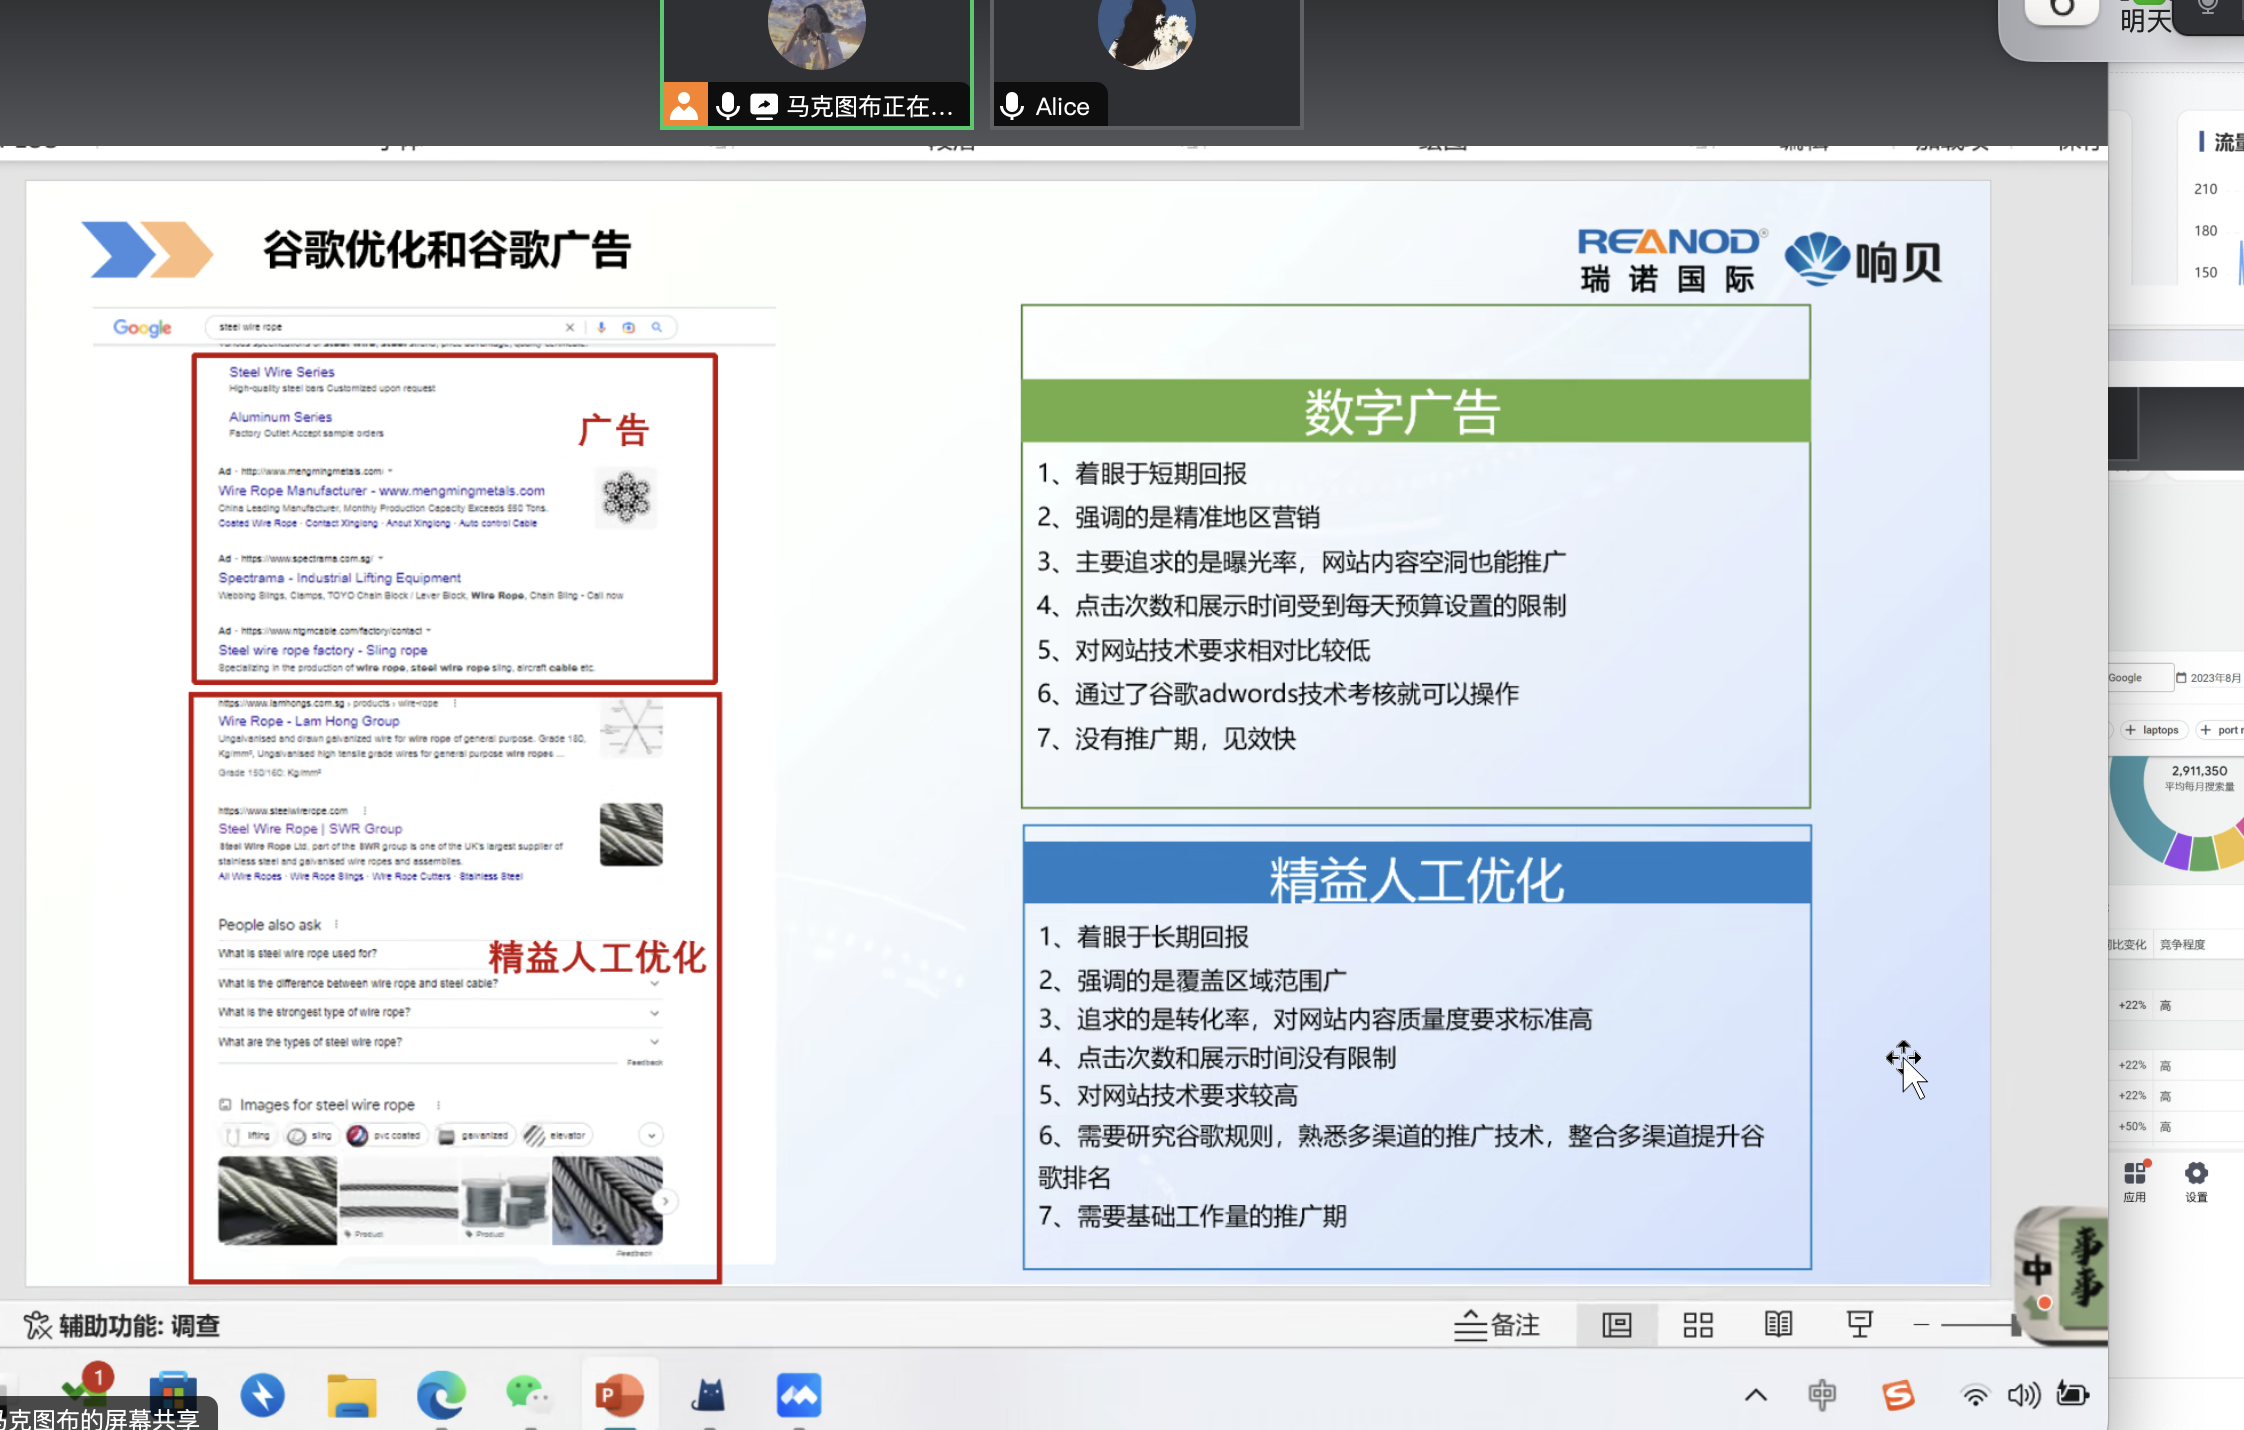 明天
马克图布正在...
Alice
流量
210
180
150
谷歌优化和谷歌广告
REANOD®
瑞诺国际
响贝
Google
steel wire rope
Steel Wire Series
High-quality steel bars Customized upon request
Aluminum Series
Factory Outlet Accept sample orders
广告
Ad · http://www.mengmingmetals.com/
Wire Rope Manufacturer - www.mengmingmetals.com
China Leading Manufacturer, Monthly Production Capacity Exceeds 550 Tons.
Coated Wire Rope · Contact Xinglong · Anout Xinglong · Auto control Cable
Ad · https://www.spectrama.com.sg/
Spectrama - Industrial Lifting Equipment
Webbing Slings, Clamps, TOYO Chain Block / Lever Block, Wire Rope, Chain Sling - Call now
Ad · https://www.ntgmcable.com/factory/contact
Steel wire rope factory - Sling rope
Specializing in the production of wire rope, steel wire rope sling, aircraft cable etc.
https://www.lamhongs.com.sg › products › wire-rope
Wire Rope - Lam Hong Group
Ungalvanised and drawn galvanized wire for wire rope of general purpose. Grade 180,
Kg/mm², Ungalvanised high tensile grade wires for general purpose wire ropes ...
Grade 150/160; Kg/mm²
https://www.steelwirerope.com
Steel Wire Rope | SWR Group
Steel Wire Rope Ltd, part of the SWR group is one of the UK's largest supplier of
stainless steel and galvanised wire ropes and assemblies.
All Wire Ropes · Wire Rope Slings · Wire Rope Cutters · Stainless Steel
People also ask
What is steel wire rope used for?
精益人工优化
What is the difference between wire rope and steel cable?
What is the strongest type of wire rope?
What are the types of steel wire rope?
Feedback
Images for steel wire rope
lifting
sling
pvc coated
galvanized
elevator
Product
Product
Feedback
数字广告
1、着眼于短期回报
2、强调的是精准地区营销
3、主要追求的是曝光率，网站内容空洞也能推广
4、点击次数和展示时间受到每天预算设置的限制
5、对网站技术要求相对比较低
6、通过了谷歌adwords技术考核就可以操作
7、没有推广期，见效快
精益人工优化
1、着眼于长期回报
2、强调的是覆盖区域范围广
3、追求的是转化率，对网站内容质量度要求标准高
4、点击次数和展示时间没有限制
5、对网站技术要求较高
6、需要研究谷歌规则，熟悉多渠道的推广技术，整合多渠道提升谷
歌排名
7、需要基础工作量的推广期
Google
2023年8月
laptops
port
2,911,350
平均每月搜索量
比变化
竞争程度
+22% 高
+22% 高
+22% 高
+50% 高
应用
设置
中
辅助功能: 调查
备注
1
马克图布的屏幕共享
中